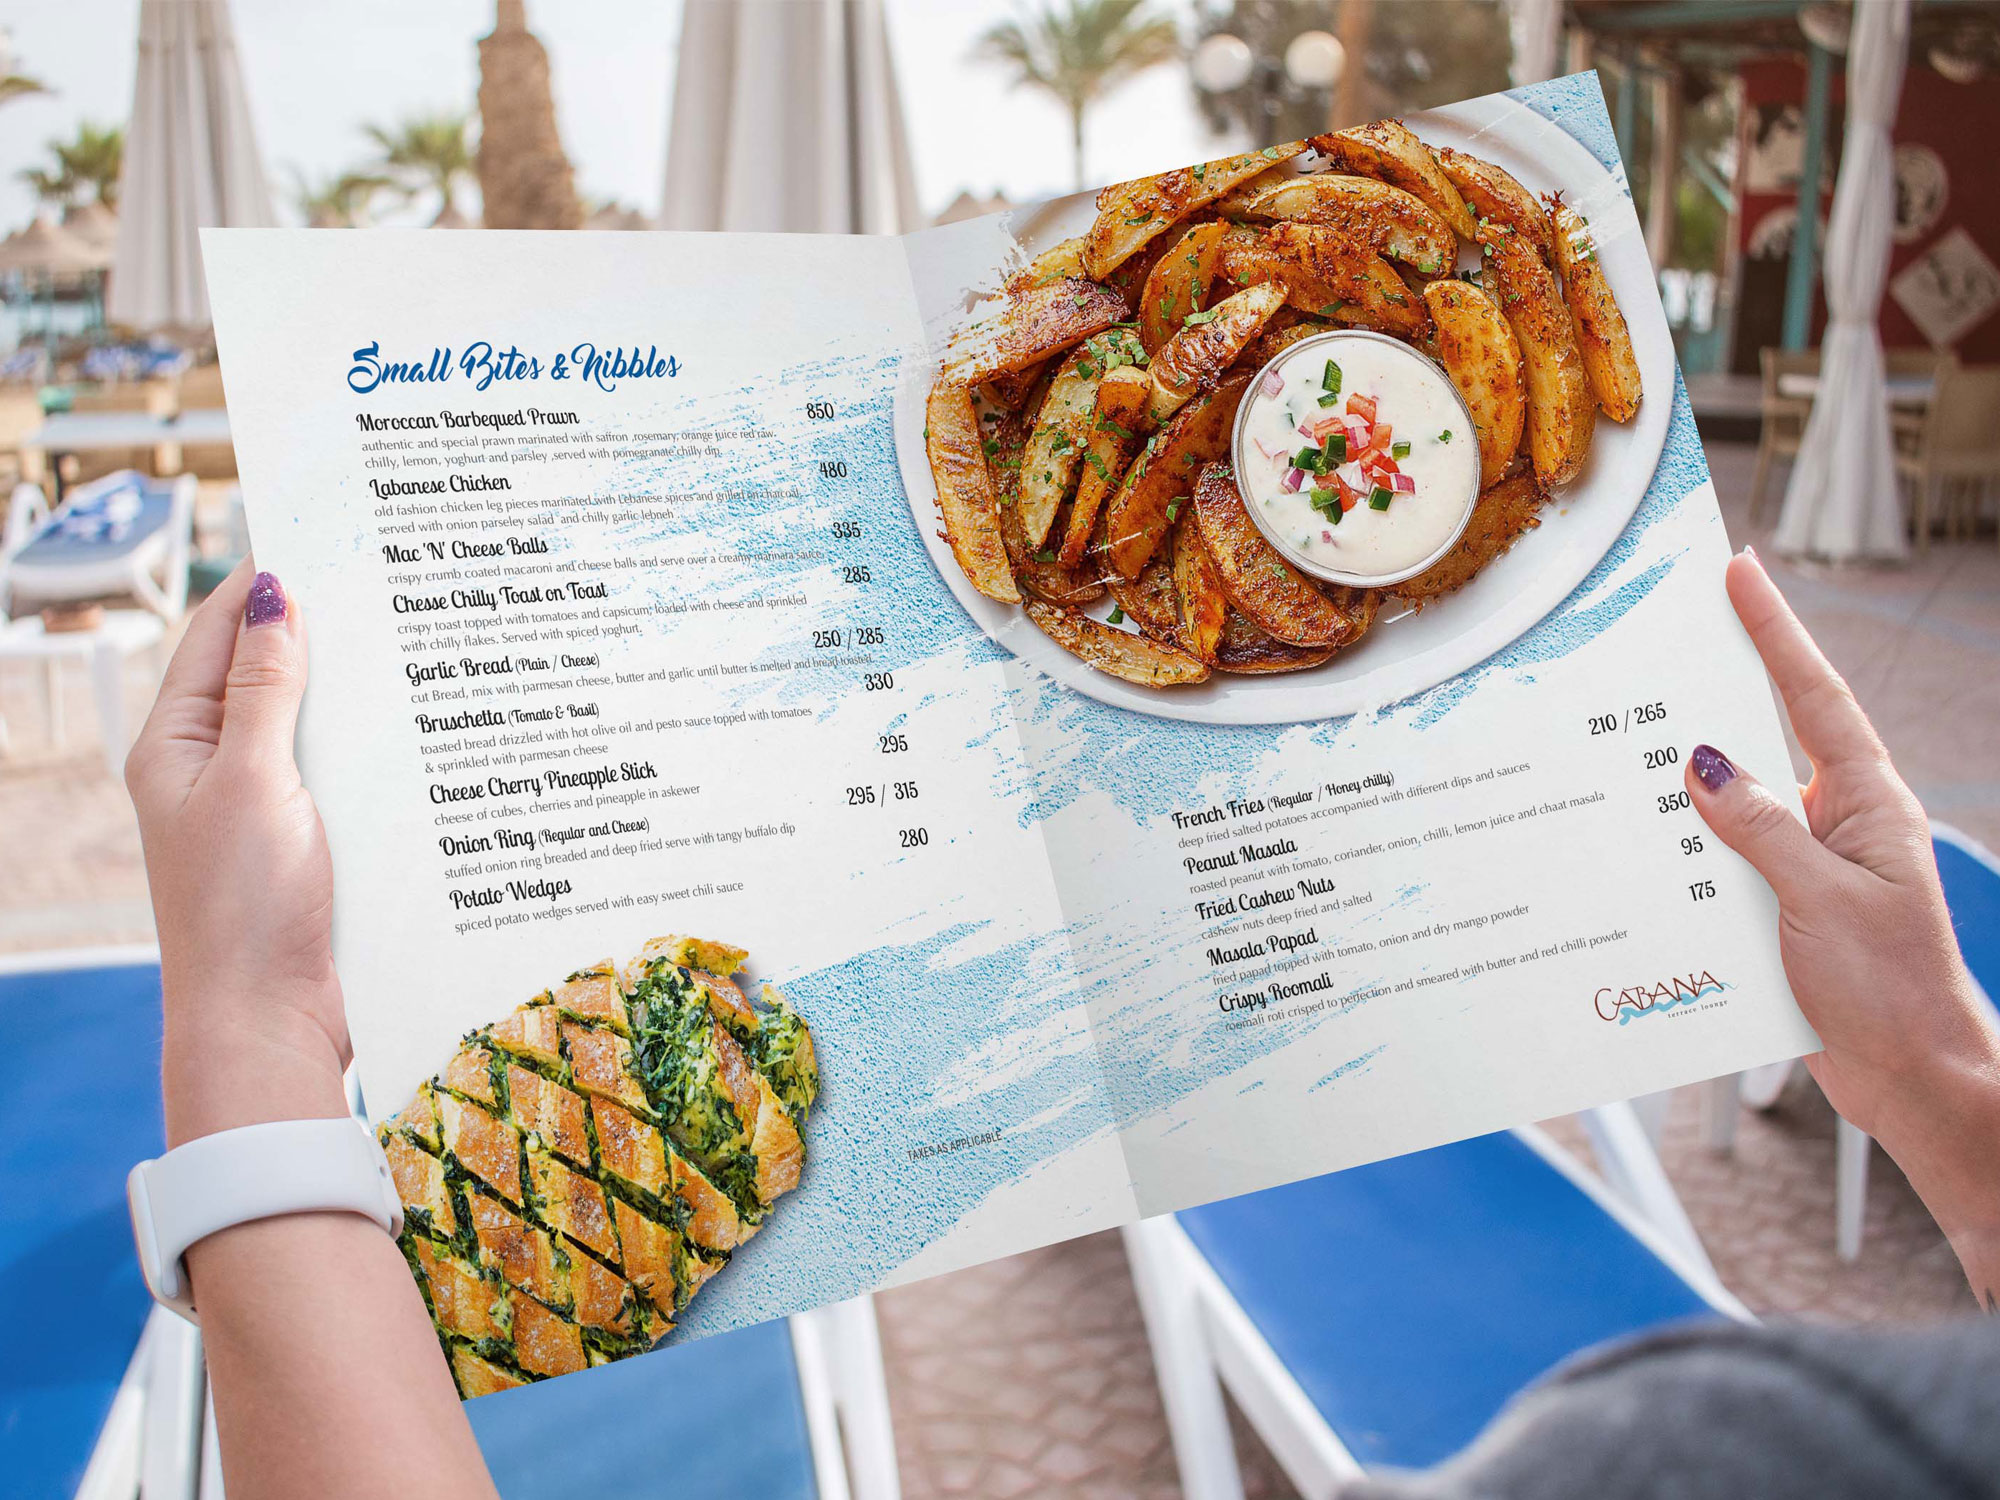 Small Bites & Nibbles
Moroccan Barbequed Prawn 850
authentic and special prawn marinated with saffron ,rosemary, orange juice red raw.
chilly, lemon, yoghurt and parsley ,served with pomegranate chilly dip.
Labanese Chicken 480
old fashion chicken leg pieces marinated with Lebanese spices and grilled on charcoal,
served with onion parseley salad and chilly garlic lebneh
Mac 'N' Cheese Balls 335
crispy crumb coated macaroni and cheese balls and serve over a creamy marinara sauce.
Chesse Chilly Toast on Toast 285
crispy toast topped with tomatoes and capsicum, loaded with cheese and sprinkled
with chilly flakes. Served with spiced yoghurt.
Garlic Bread (Plain / Cheese) 250 / 285
cut Bread, mix with parmesan cheese, butter and garlic until butter is melted and bread toasted
Bruschetta (Tomato & Basil) 330
toasted bread drizzled with hot olive oil and pesto sauce topped with tomatoes
& sprinkled with parmesan cheese
Cheese Cherry Pineapple Stick 295
cheese of cubes, cherries and pineapple in askewer
Onion Ring (Regular and Cheese) 295 / 315
stuffed onion ring breaded and deep fried serve with tangy buffalo dip
Potato Wedges 280
spiced potato wedges served with easy sweet chili sauce
TAXES AS APPLICABLE
French Fries (Regular / Honey chilly) 210 / 265
deep fried salted potatoes accompanied with different dips and sauces
Peanut Masala 200
roasted peanut with tomato, coriander, onion, chilli, lemon juice and chaat masala
Fried Cashew Nuts 350
cashew nuts deep fried and salted
Masala Papad 95
fried papad topped with tomato, onion and dry mango powder
Crispy Roomali 175
roomali roti crisped to perfection and smeared with butter and red chilli powder
CABANA
terrace lounge